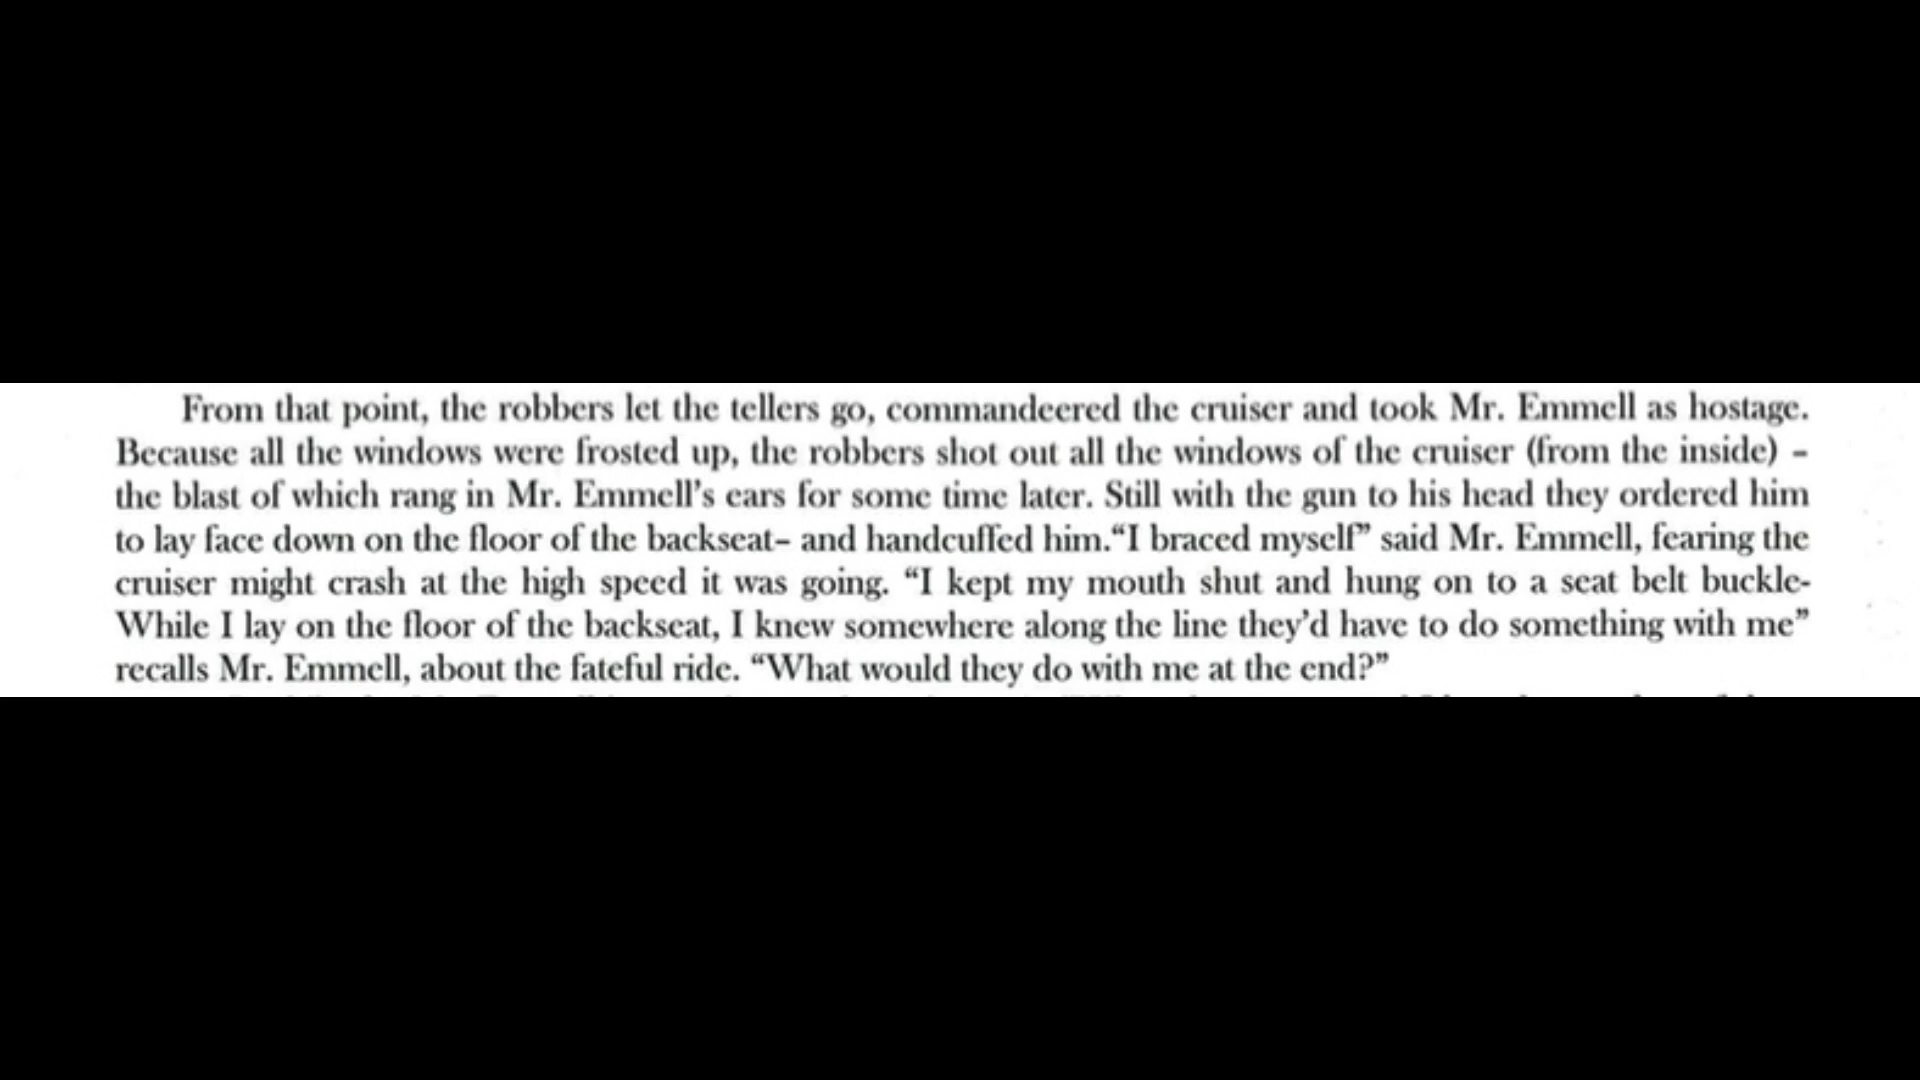 From that point, the robbers let the tellers go, commandeered the cruiser and took Mr. Emmell as hostage.
Because all the windows were frosted up, the robbers shot out all the windows of the cruiser (from the inside) –
the blast of which rang in Mr. Emmell’s ears for some time later. Still with the gun to his head they ordered him
to lay face down on the floor of the backseat– and handcuffed him.“I braced myself” said Mr. Emmell, fearing the
cruiser might crash at the high speed it was going. “I kept my mouth shut and hung on to a seat belt buckle-
While I lay on the floor of the backseat, I knew somewhere along the line they’d have to do something with me”
recalls Mr. Emmell, about the fateful ride. “What would they do with me at the end?”